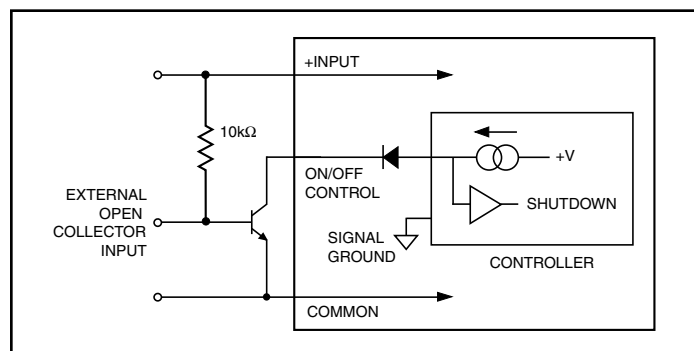 +INPUT
10kΩ
ON/OFF
CONTROL
+V
EXTERNAL
OPEN
COLLECTOR
INPUT
SHUTDOWN
SIGNAL
GROUND
CONTROLLER
COMMON